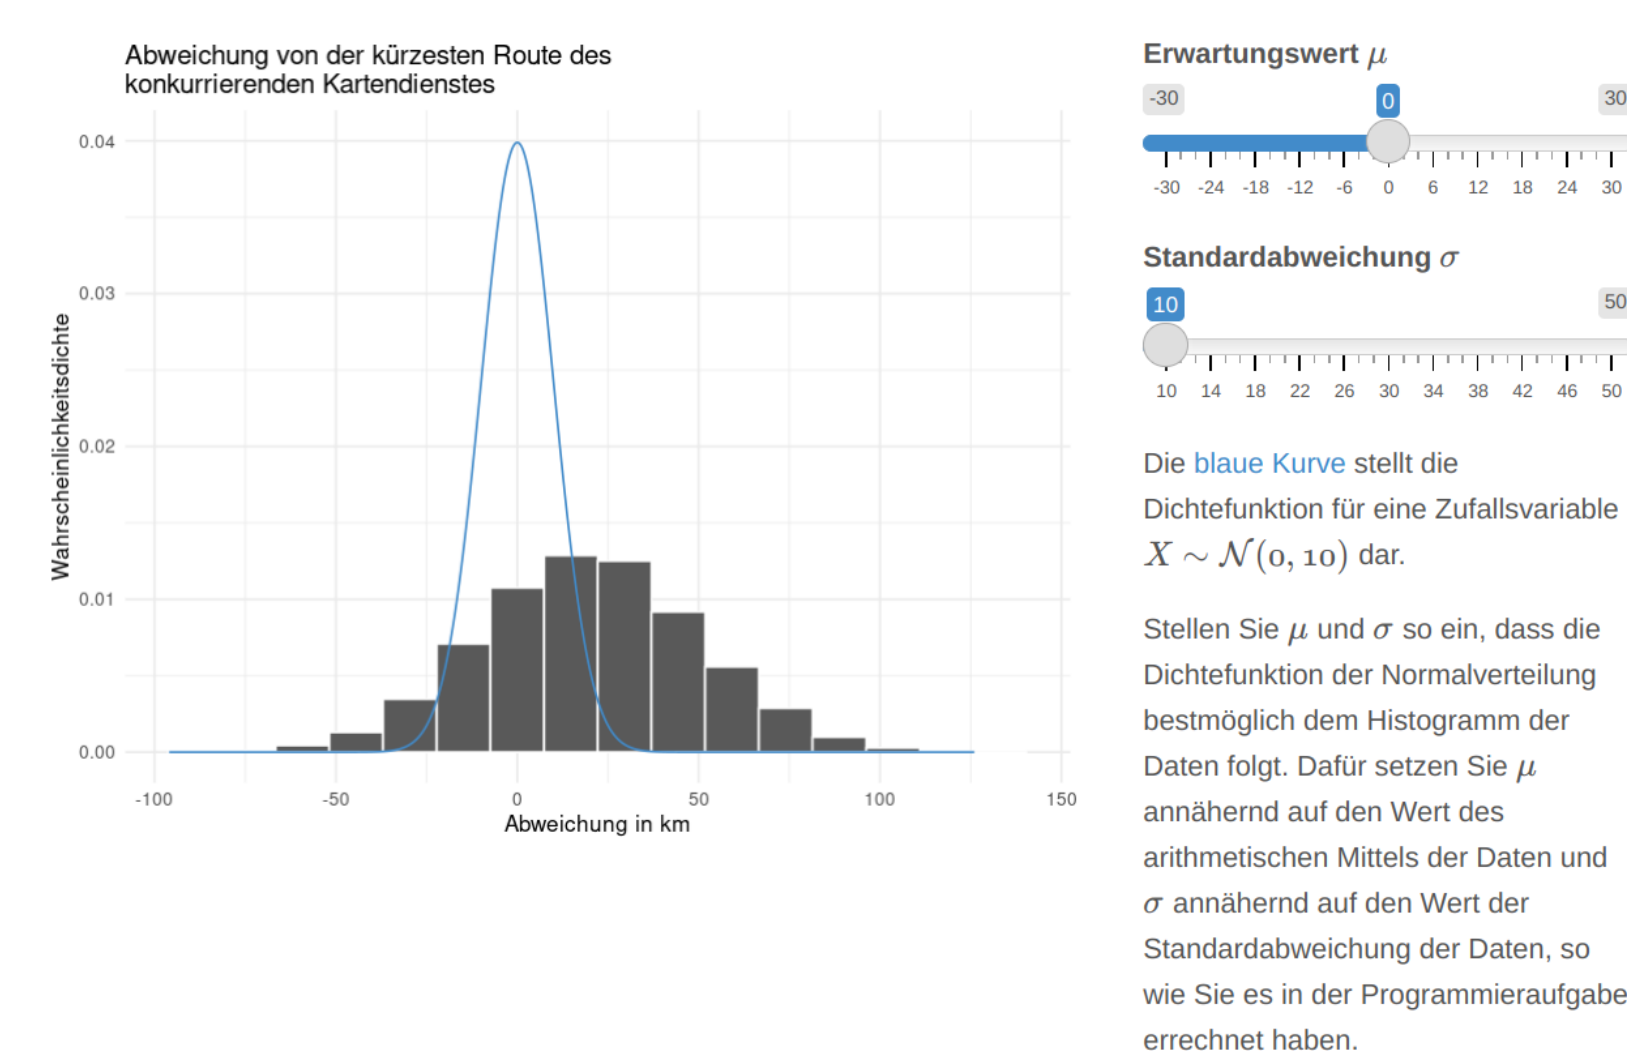 Abweichung von der kürzesten Route des
konkurrierenden Kartendienstes
0.04
0.03
0.02
0.01
0.00
Wahrscheinlichkeitsdichte
-100 -50 0 50 100 150
Abweichung in km
Erwartungswert μ
-30 0 30
-30 -24 -18 -12 -6 0 6 12 18 24 30
Standardabweichung σ
10 50
10 14 18 22 26 30 34 38 42 46 50
Die blaue Kurve stellt die
Dichtefunktion für eine Zufallsvariable
X ∼ 𝒩(0, 10) dar.
Stellen Sie μ und σ so ein, dass die
Dichtefunktion der Normalverteilung
bestmöglich dem Histogramm der
Daten folgt. Dafür setzen Sie μ
annähernd auf den Wert des
arithmetischen Mittels der Daten und
σ annähernd auf den Wert der
Standardabweichung der Daten, so
wie Sie es in der Programmieraufgabe
errechnet haben.